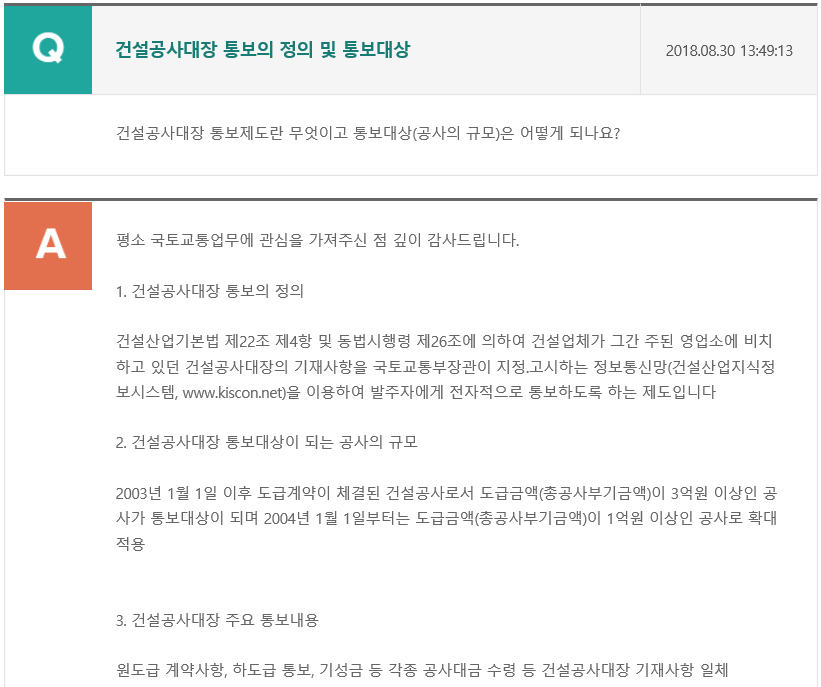 Q
건설공사대장 통보의 정의 및 통보대상
2018.08.30 13:49:13
건설공사대장 통보제도란 무엇이고 통보대상(공사의 규모)은 어떻게 되나요?
A
평소 국토교통업무에 관심을 가져주신 점 깊이 감사드립니다.
1. 건설공사대장 통보의 정의
건설산업기본법 제22조 제4항 및 동법시행령 제26조에 의하여 건설업체가 그간 주된 영업소에 비치
하고 있던 건설공사대장의 기재사항을 국토교통부장관이 지정.고시하는 정보통신망(건설산업지식정
보시스템, www.kiscon.net)을 이용하여 발주자에게 전자적으로 통보하도록 하는 제도입니다
2. 건설공사대장 통보대상이 되는 공사의 규모
2003년 1월 1일 이후 도급계약이 체결된 건설공사로서 도급금액(총공사부기금액)이 3억원 이상인 공
사가 통보대상이 되며 2004년 1월 1일부터는 도급금액(총공사부기금액)이 1억원 이상인 공사로 확대
적용
3. 건설공사대장 주요 통보내용
원도급 계약사항, 하도급 통보, 기성금 등 각종 공사대금 수령 등 건설공사대장 기재사항 일체